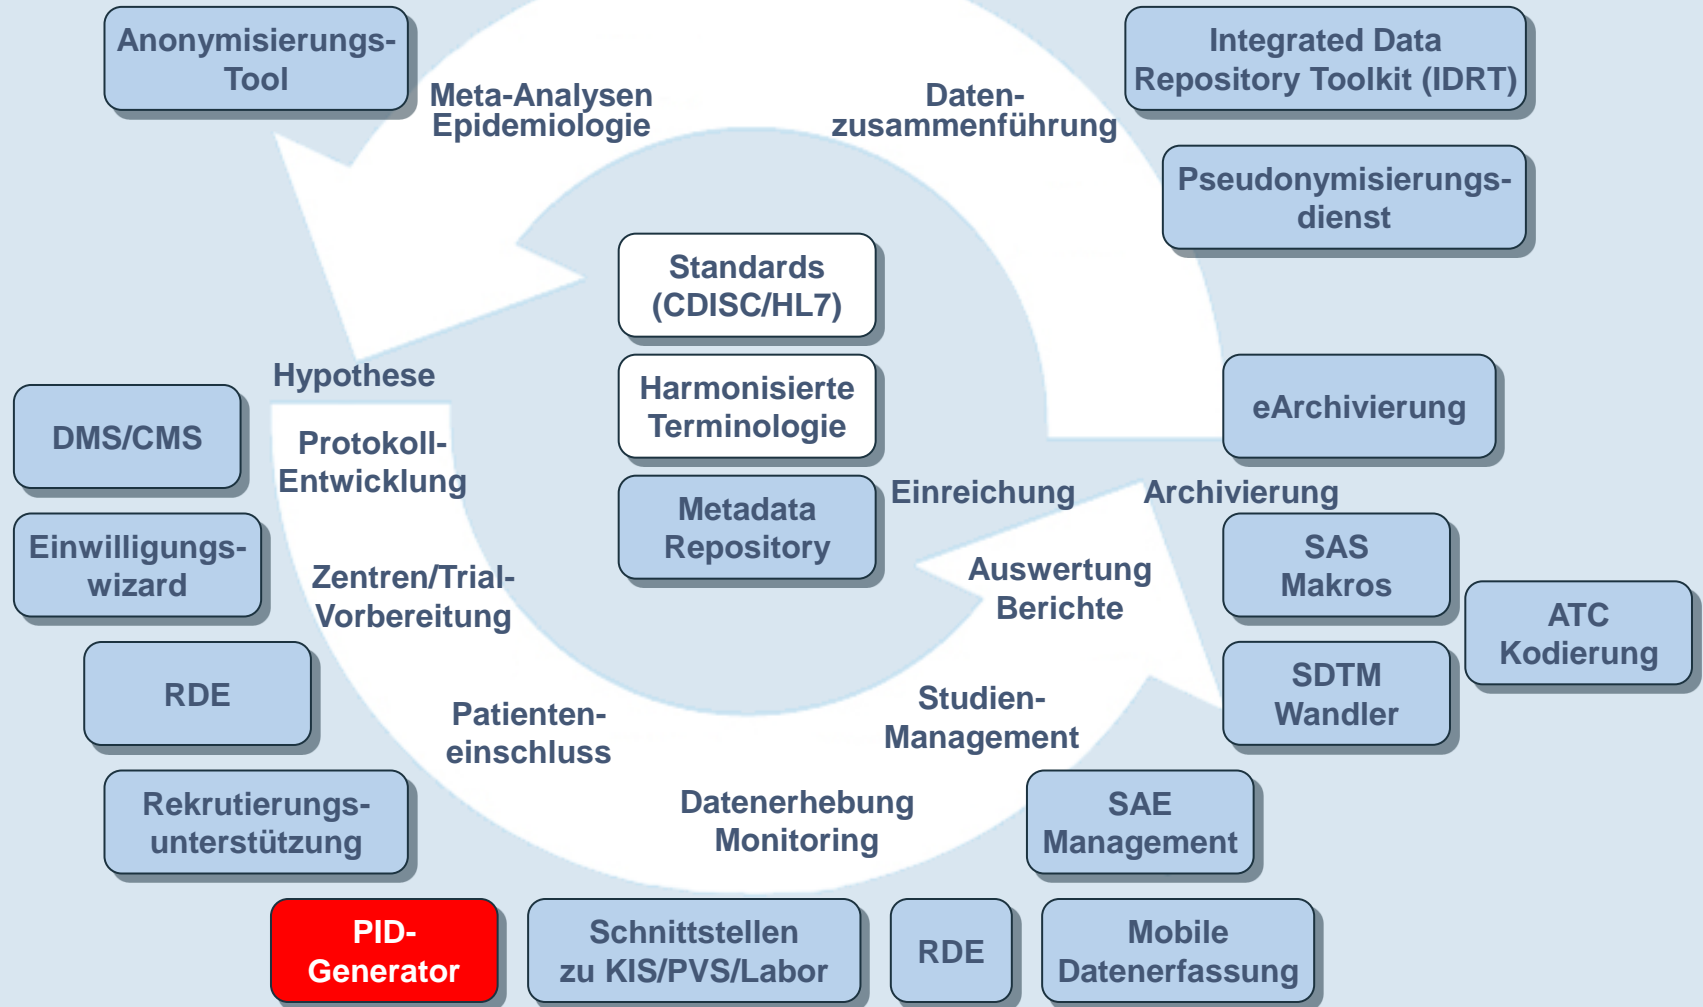 Anonymisierungs-
Tool
Meta-Analysen
Epidemiologie
Daten-
zusammenführung
Integrated Data
Repository Toolkit (IDRT)
Pseudonymisierungs-
dienst
Standards
(CDISC/HL7)
Harmonisierte
Terminologie
Metadata
Repository
Hypothese
DMS/CMS
Protokoll-
Entwicklung
Einwilligungs-
wizard
Zentren/Trial-
Vorbereitung
RDE
Patienten-
einschluss
Rekrutierungs-
unterstützung
Datenerhebung
Monitoring
Studien-
Management
Auswertung
Berichte
Einreichung
Archivierung
eArchivierung
SAS
Makros
ATC
Kodierung
SDTM
Wandler
SAE
Management
PID-
Generator
Schnittstellen
zu KIS/PVS/Labor
RDE
Mobile
Datenerfassung